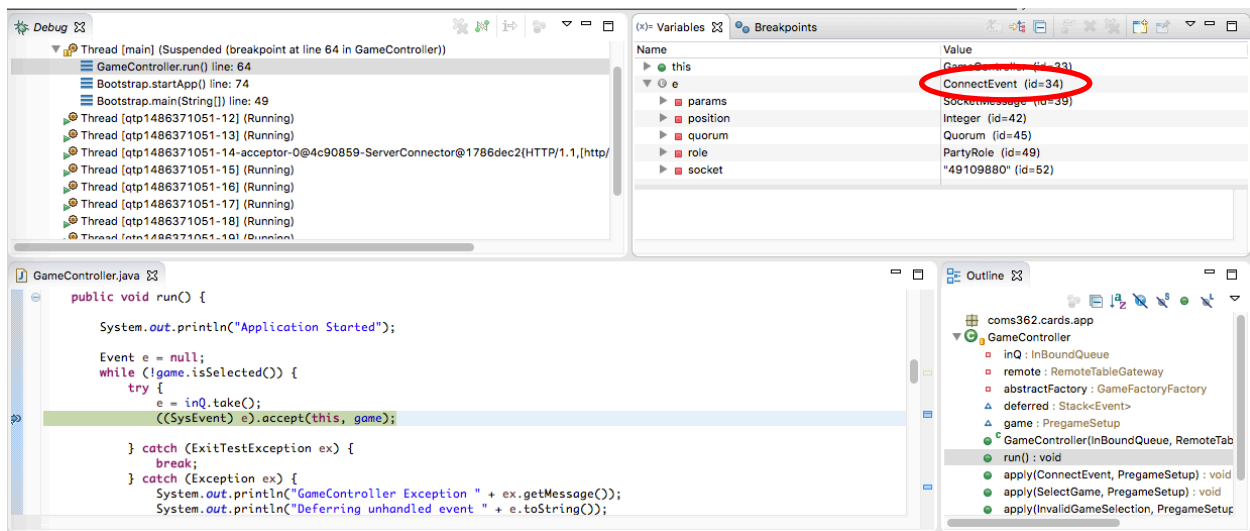 Debug
Thread [main] (Suspended (breakpoint at line 64 in GameController))
GameController.run() line: 64
Bootstrap.startApp() line: 74
Bootstrap.main(String[]) line: 49
Thread [qtp1486371051-12] (Running)
Thread [qtp1486371051-13] (Running)
Thread [qtp1486371051-14-acceptor-0@4c90859-ServerConnector@1786dec2{HTTP/1.1,[http/
Thread [qtp1486371051-15] (Running)
Thread [qtp1486371051-16] (Running)
Thread [qtp1486371051-17] (Running)
Thread [qtp1486371051-18] (Running)
Thread [qtp1486371051-19] (Running)
(x)= Variables Breakpoints
Name Value
this GameController (id=33)
e ConnectEvent (id=34)
params SocketMessage (id=39)
position Integer (id=42)
quorum Quorum (id=45)
role PartyRole (id=49)
socket "49109880" (id=52)
GameController.java
public void run() {
System.out.println("Application Started");
Event e = null;
while (!game.isSelected()) {
try {
e = inQ.take();
((SysEvent) e).accept(this, game);
} catch (ExitTestException ex) {
break;
} catch (Exception ex) {
System.out.println("GameController Exception " + ex.getMessage());
System.out.println("Deferring unhandled event " + e.toString());
Outline
coms362.cards.app
GameController
inQ : InBoundQueue
remote : RemoteTableGateway
abstractFactory : GameFactoryFactory
deferred : Stack<Event>
game : PregameSetup
GameController(InBoundQueue, RemoteTab
run() : void
apply(ConnectEvent, PregameSetup) : void
apply(SelectGame, PregameSetup) : void
apply(InvalidGameSelection, PregameSetup